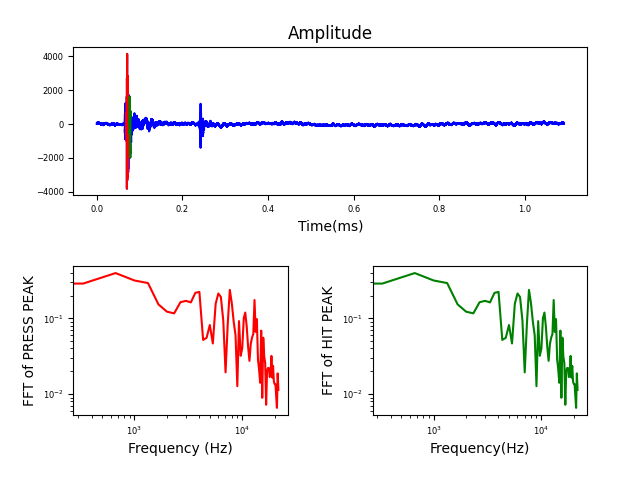 Amplitude
4000
2000
0
−2000
−4000
0.0 0.2 0.4 0.6 0.8 1.0
Time(ms)
FFT of PRESS PEAK
10⁻¹
10⁻²
10³ 10⁴
Frequency (Hz)
FFT of HIT PEAK
10⁻¹
10⁻²
10³ 10⁴
Frequency(Hz)